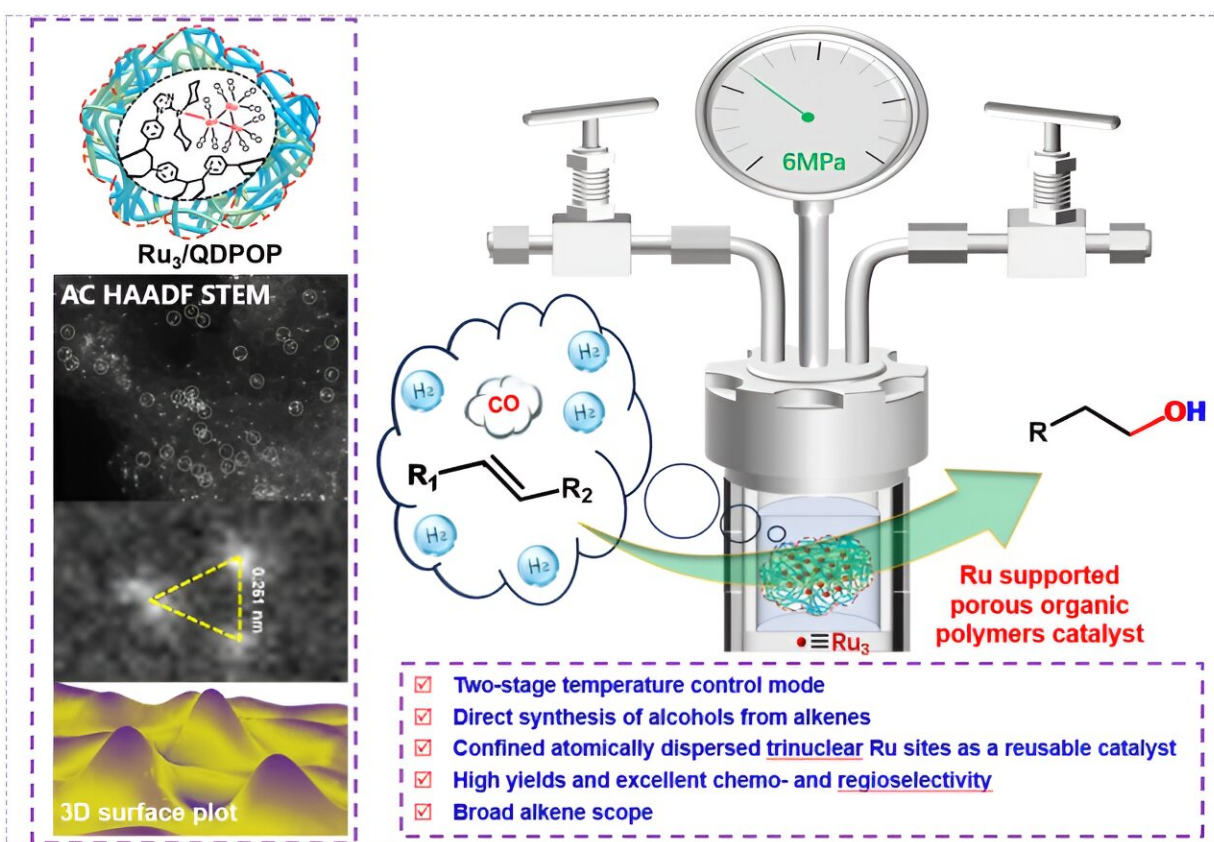 Ru₃/QDPOP
AC HAADF STEM
0.261 nm
3D surface plot
6MPa
H₂
H₂
CO
H₂
R₁
R₂
H₂
H₂
R
OH
Ru supported
porous organic
polymers catalyst
≡Ru₃
☑ Two-stage temperature control mode
☑ Direct synthesis of alcohols from alkenes
☑ Confined atomically dispersed trinuclear Ru sites as a reusable catalyst
☑ High yields and excellent chemo- and regioselectivity
☑ Broad alkene scope